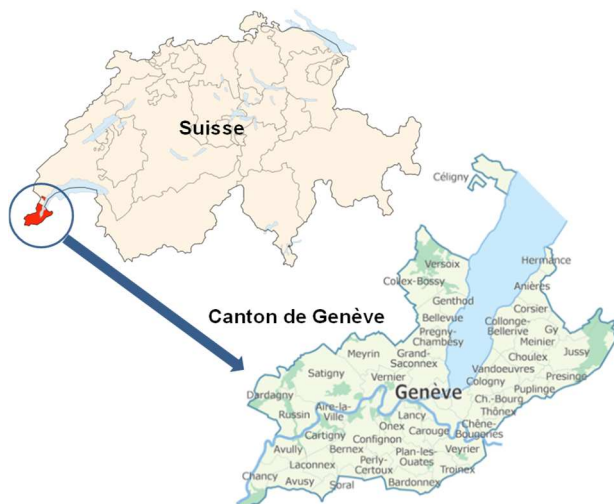 Suisse
Canton de Genève
Céligny
Versoix
Collex-Bossy
Hermance
Genthod
Anières
Bellevue
Corsier
Pregny-
Chambésy
Collonge-
Bellerive
Gy
Meinier
Meyrin
Grand-
Saconnex
Choulex
Jussy
Satigny
Vernier
Vandoeuvres
Cologny
Presinge
Puplinge
Dardagny
Genève
Ch.-Bourg
Thônex
Russin
Aire-la-
Ville
Lancy
Onex
Carouge
Chêne-
Bougeries
Cartigny
Confignon
Avully
Bernex
Plan-les-
Ouates
Veyrier
Laconnex
Perly-
Certoux
Troinex
Chancy
Avusy
Soral
Bardonnex